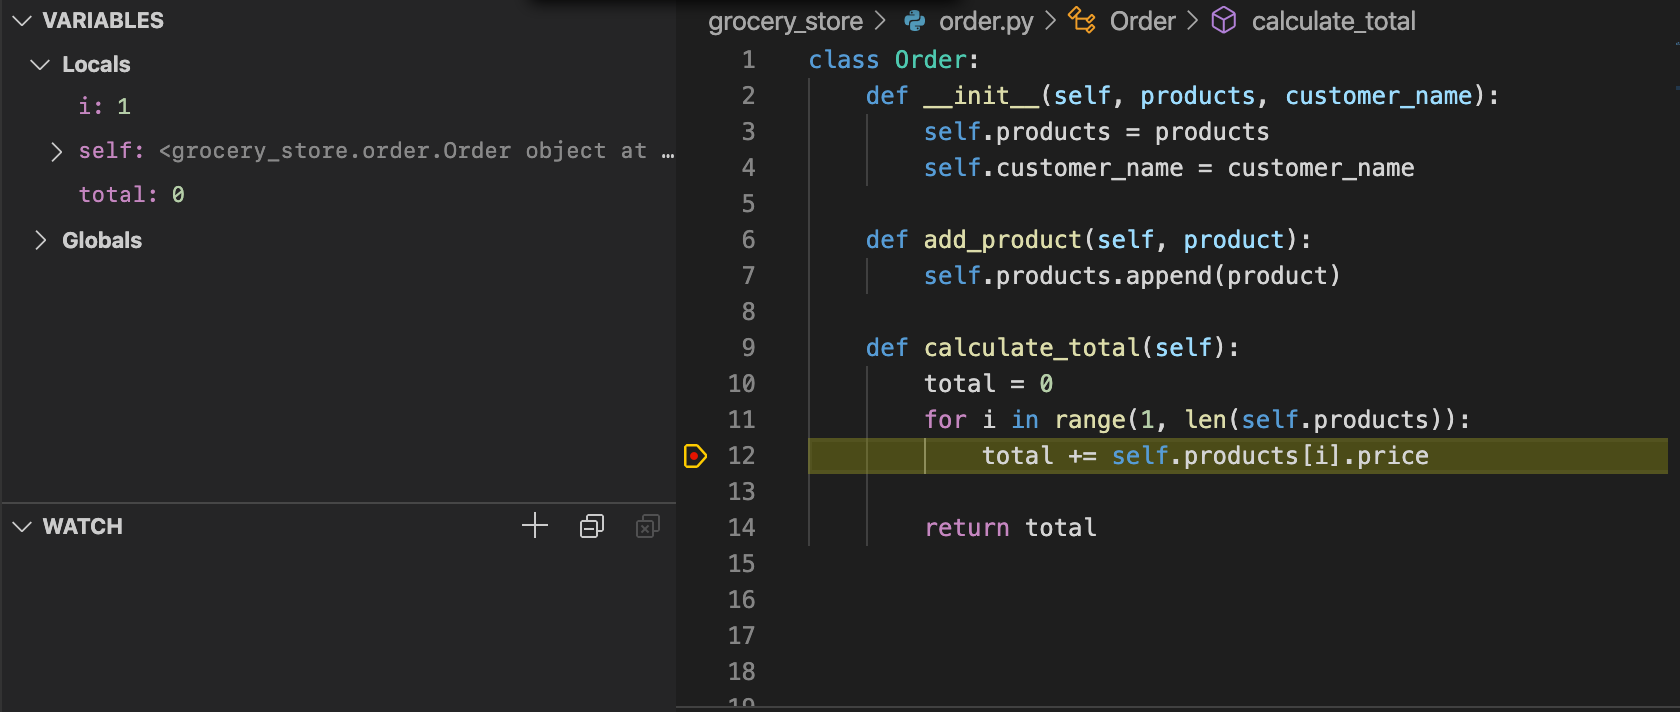 VARIABLES
Locals
i: 1
self: <grocery_store.order.Order object at …
total: 0
Globals
WATCH
grocery_store > order.py > Order > calculate_total
1 class Order:
2     def __init__(self, products, customer_name):
3         self.products = products
4         self.customer_name = customer_name
5
6     def add_product(self, product):
7         self.products.append(product)
8
9     def calculate_total(self):
10         total = 0
11         for i in range(1, len(self.products)):
12             total += self.products[i].price
13
14         return total
15
16
17
18
19